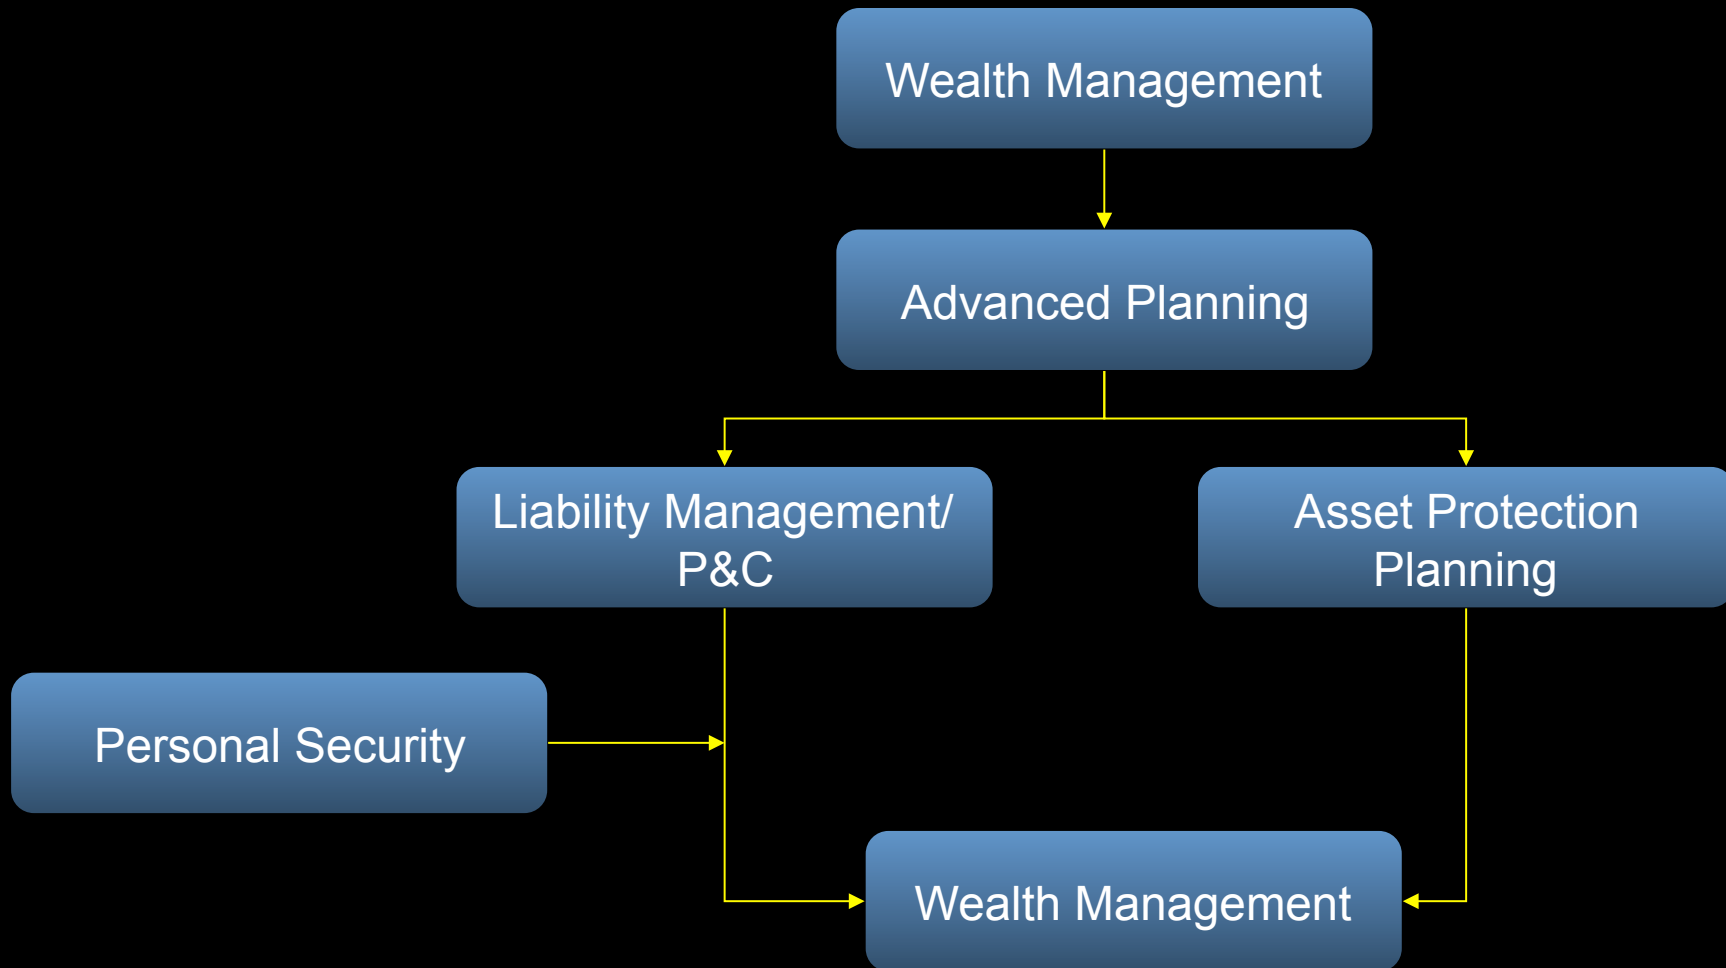 Wealth Management
Advanced Planning
Liability Management/
P&C
Asset Protection
Planning
Personal Security
Wealth Management